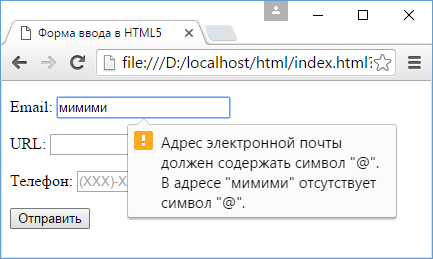 Форма ввода в HTML5
file:///D:/localhost/html/index.html?
Email: мимими
URL:
Адрес электронной почты
должен содержать символ "@".
В адресе "мимими" отсутствует
символ "@".
Телефон: (XXX)-X
Отправить